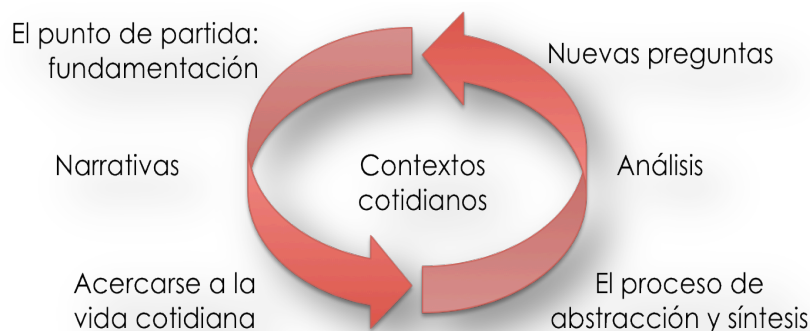 El punto de partida:
fundamentación
Nuevas preguntas
Narrativas
Contextos
cotidianos
Análisis
Acercarse a la
vida cotidiana
El proceso de
abstracción y síntesis